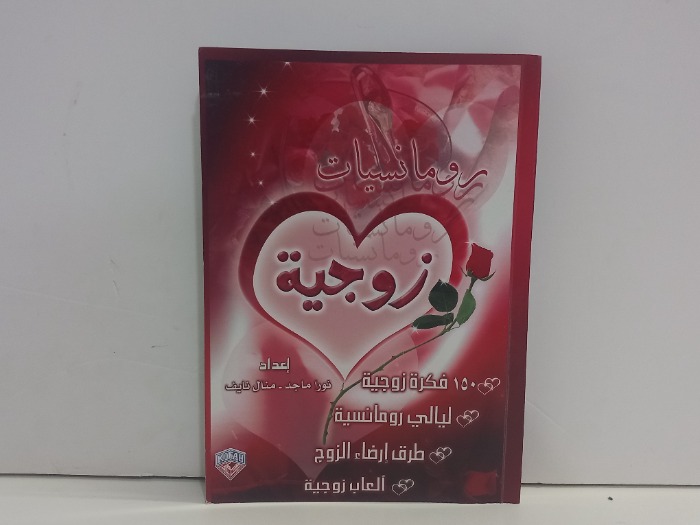 رومانسيات
زوجية
إعداد
نورا ماجد - منال نايف
١٥٠ فكرة زوجية
ليالي رومانسية
طرق إرضاء الزوج
ألعاب زوجية